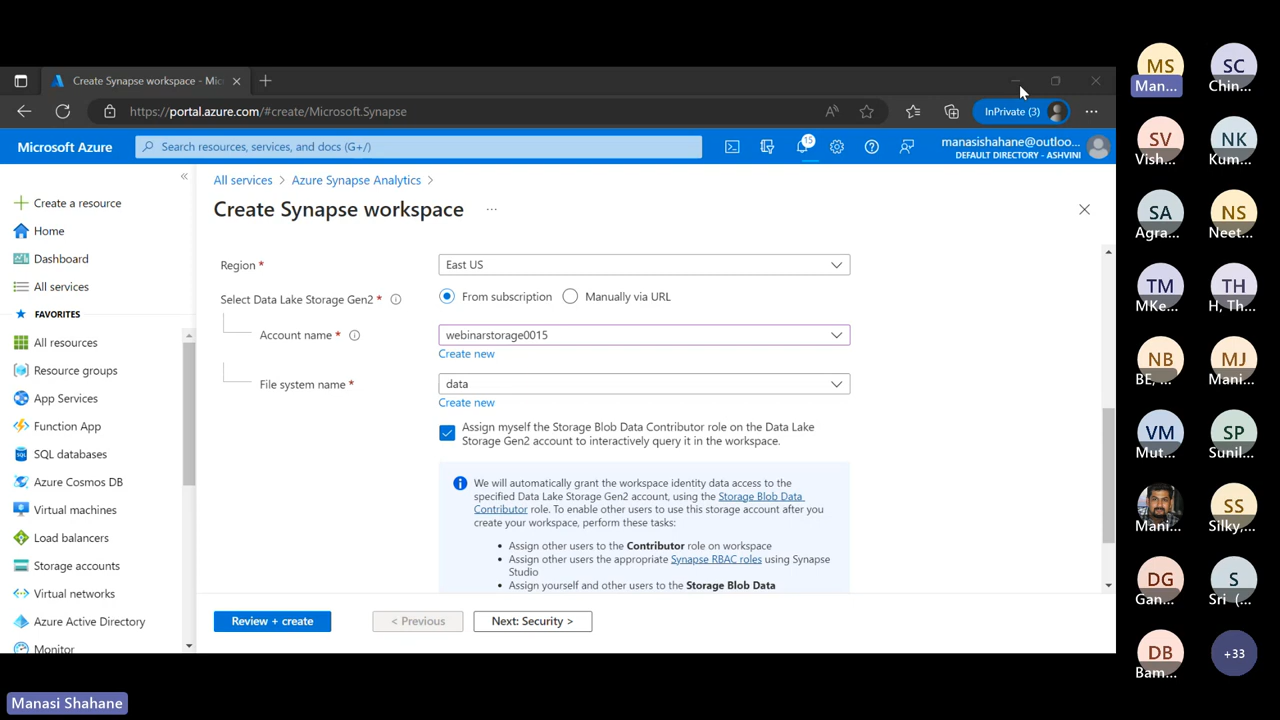 Create Synapse workspace - Mic
https://portal.azure.com/#create/Microsoft.Synapse
InPrivate (3)
Microsoft Azure
Search resources, services, and docs (G+/)
15
manasishahane@outloo...
DEFAULT DIRECTORY - ASHVINI
Create a resource
Home
Dashboard
All services
FAVORITES
All resources
Resource groups
App Services
Function App
SQL databases
Azure Cosmos DB
Virtual machines
Load balancers
Storage accounts
Virtual networks
Azure Active Directory
Monitor
All services > Azure Synapse Analytics >
Create Synapse workspace ...
Region *
East US
Select Data Lake Storage Gen2 *
From subscription
Manually via URL
Account name *
webinarstorage0015
Create new
File system name *
data
Create new
Assign myself the Storage Blob Data Contributor role on the Data Lake
Storage Gen2 account to interactively query it in the workspace.
We will automatically grant the workspace identity data access to the
specified Data Lake Storage Gen2 account, using the Storage Blob Data
Contributor role. To enable other users to use this storage account after you
create your workspace, perform these tasks:
• Assign other users to the Contributor role on workspace
• Assign other users the appropriate Synapse RBAC roles using Synapse
Studio
• Assign yourself and other users to the Storage Blob Data
Review + create
< Previous
Next: Security >
MS
Man...
SC
Chin...
SV
Vish...
NK
Kum...
SA
Agra...
NS
Neet...
TM
MKe...
TH
H, Th...
NB
BE, ...
MJ
Mani...
VM
Mut...
SP
Sunil...
Mani...
SS
Silky,...
DG
Gan...
S
Sri (...
DB
Bam...
+33
Manasi Shahane